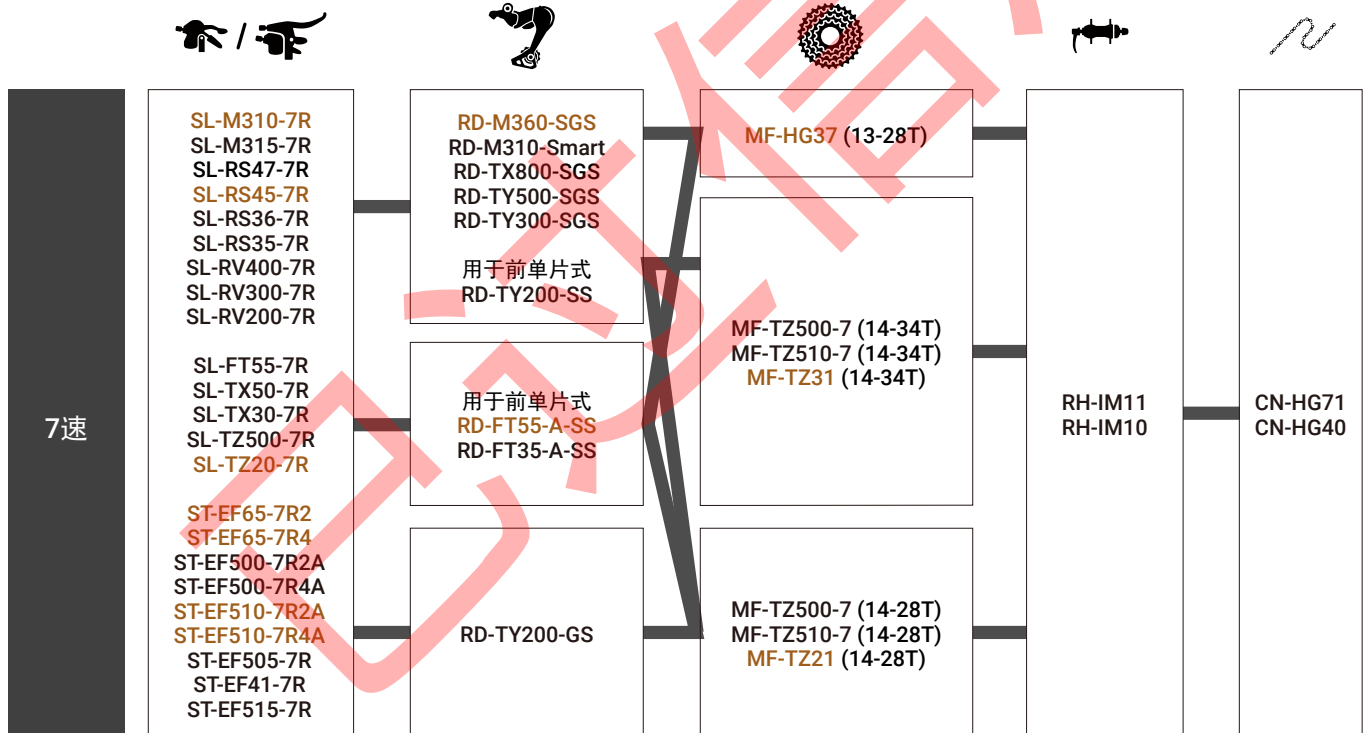 7速
SL-M310-7R
SL-M315-7R
SL-RS47-7R
SL-RS45-7R
SL-RS36-7R
SL-RS35-7R
SL-RV400-7R
SL-RV300-7R
SL-RV200-7R
SL-FT55-7R
SL-TX50-7R
SL-TX30-7R
SL-TZ500-7R
SL-TZ20-7R
ST-EF65-7R2
ST-EF65-7R4
ST-EF500-7R2A
ST-EF500-7R4A
ST-EF510-7R2A
ST-EF510-7R4A
ST-EF505-7R
ST-EF41-7R
ST-EF515-7R
RD-M360-SGS
RD-M310-Smart
RD-TX800-SGS
RD-TY500-SGS
RD-TY300-SGS
用于前单片式
RD-TY200-SS
用于前单片式
RD-FT55-A-SS
RD-FT35-A-SS
RD-TY200-GS
MF-HG37 (13-28T)
MF-TZ500-7 (14-34T)
MF-TZ510-7 (14-34T)
MF-TZ31 (14-34T)
MF-TZ500-7 (14-28T)
MF-TZ510-7 (14-28T)
MF-TZ21 (14-28T)
RH-IM11
RH-IM10
CN-HG71
CN-HG40